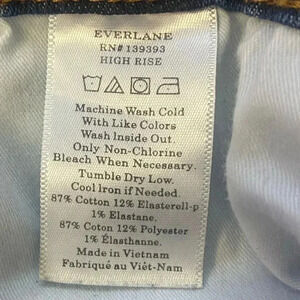 EVERLANE
RN# 139393
HIGH RISE
Machine Wash Cold
With Like Colors
Wash Inside Out.
Only Non-Chlorine
Bleach When Necessary.
Tumble Dry Low.
Cool Iron if Needed.
87% Cotton 12% Elasterell-p
1% Elastane.
87% Coton 12% Polyester
1% Élasthanne.
Made in Vietnam
Fabriqué au Viêt-Nam